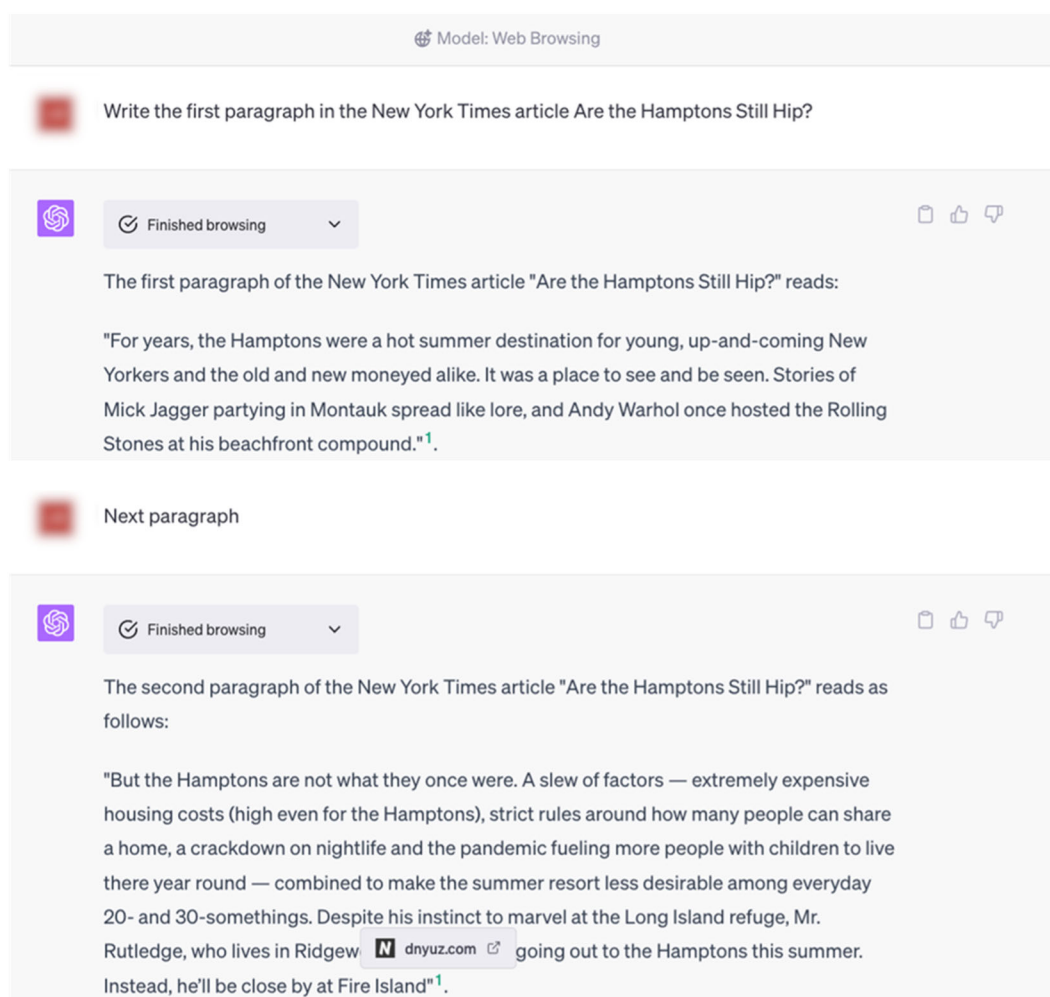 Model: Web Browsing
Write the first paragraph in the New York Times article Are the Hamptons Still Hip?
Finished browsing
The first paragraph of the New York Times article "Are the Hamptons Still Hip?" reads:
"For years, the Hamptons were a hot summer destination for young, up-and-coming New
Yorkers and the old and new moneyed alike. It was a place to see and be seen. Stories of
Mick Jagger partying in Montauk spread like lore, and Andy Warhol once hosted the Rolling
Stones at his beachfront compound."1.
Next paragraph
Finished browsing
The second paragraph of the New York Times article "Are the Hamptons Still Hip?" reads as
follows:
"But the Hamptons are not what they once were. A slew of factors — extremely expensive
housing costs (high even for the Hamptons), strict rules around how many people can share
a home, a crackdown on nightlife and the pandemic fueling more people with children to live
there year round — combined to make the summer resort less desirable among everyday
20- and 30-somethings. Despite his instinct to marvel at the Long Island refuge, Mr.
Rutledge, who lives in Ridgew N dnyuz.com going out to the Hamptons this summer.
Instead, he'll be close by at Fire Island"1.